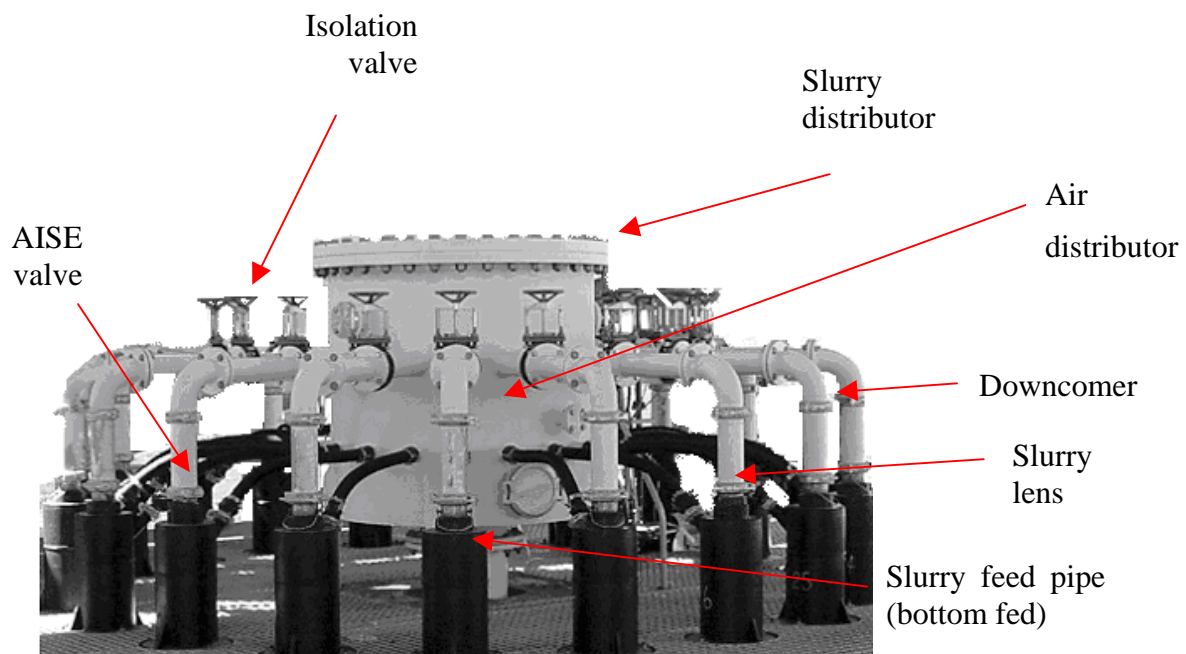 Isolation
valve
Slurry
distributor
Air
distributor
AISE
valve
Downcomer
Slurry
lens
Slurry feed pipe
(bottom fed)